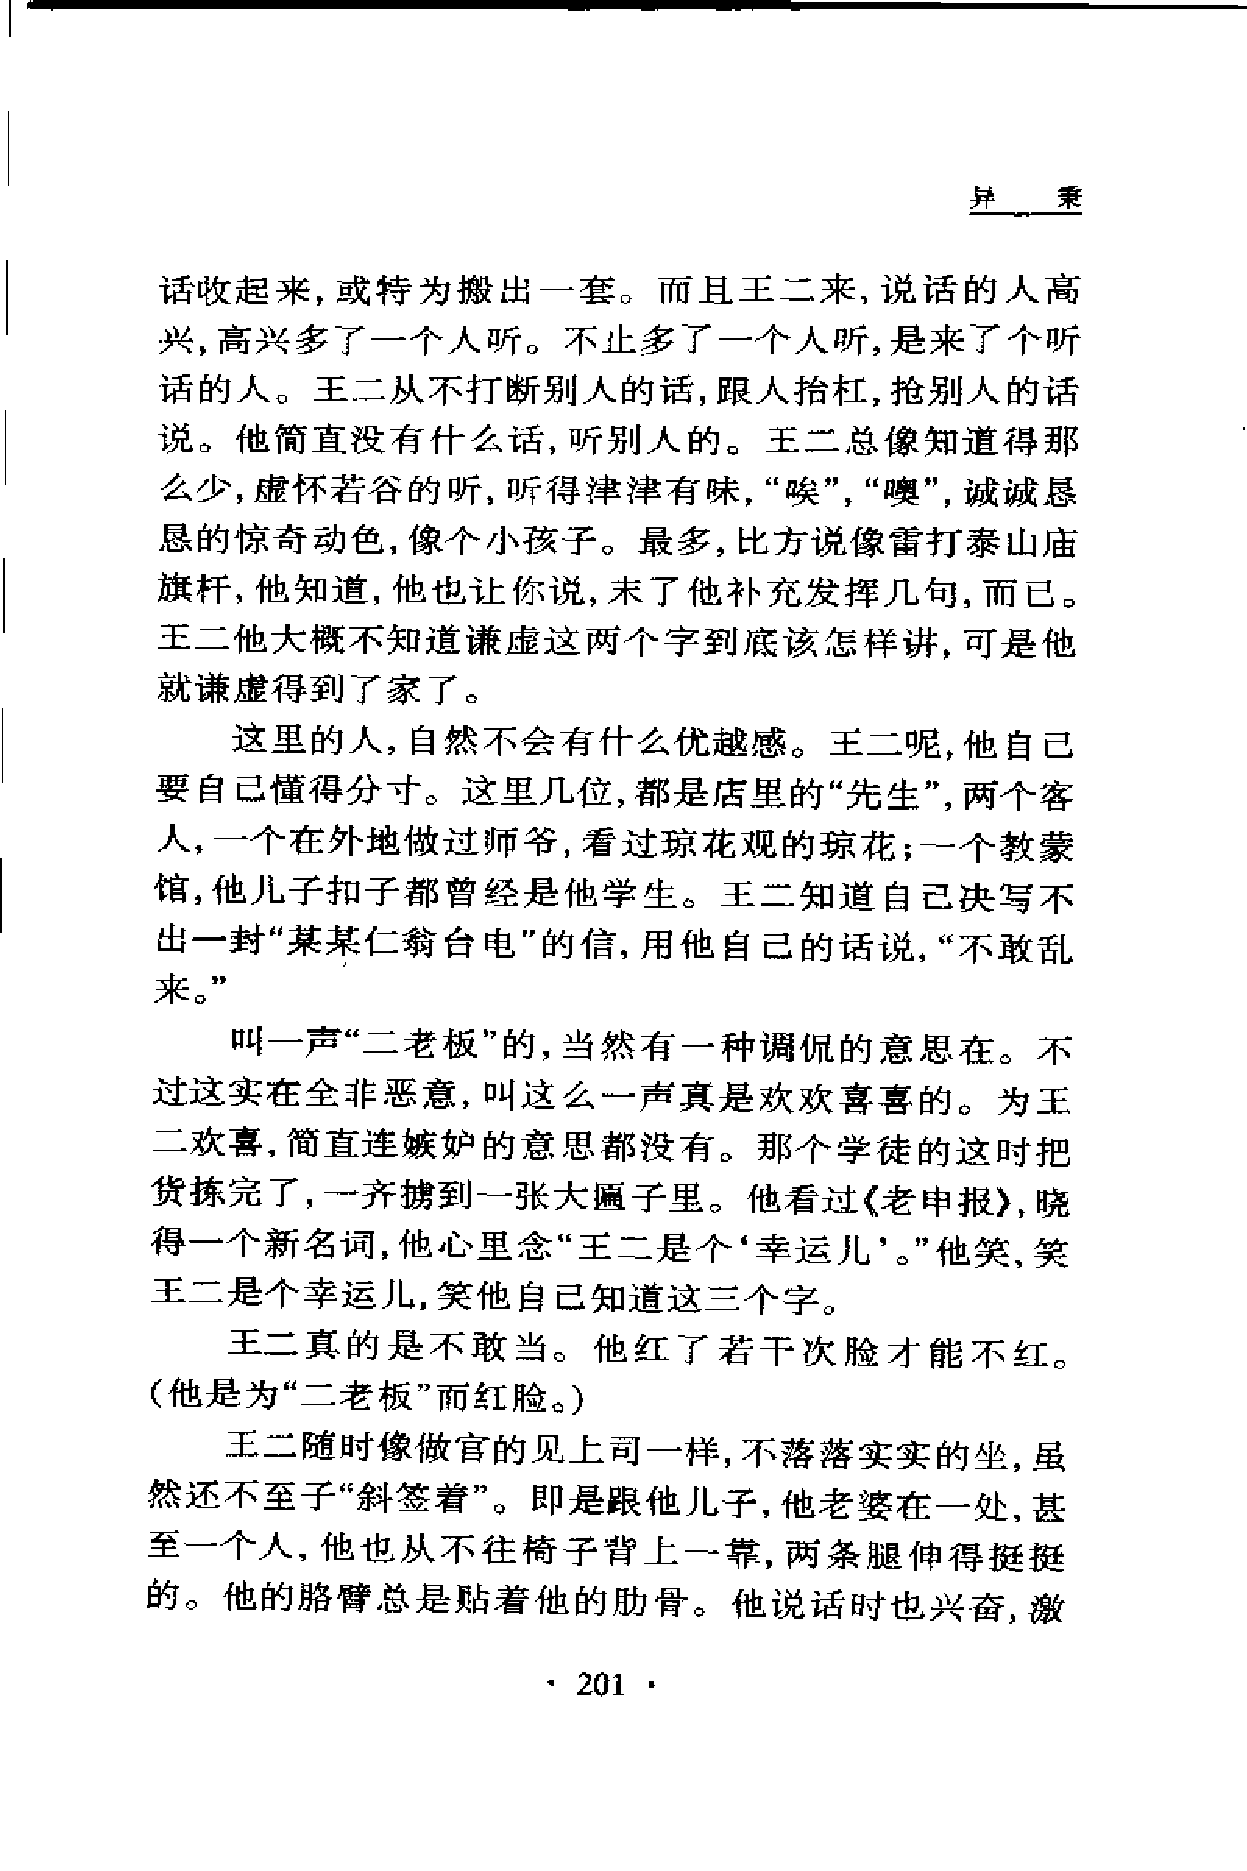 异 秉
话收起来,或特为搬出一套。而且王二来,说话的人高
兴,高兴多了一个人听。不止多了一个人听,是来了个听
话的人。王二从不打断别人的话,跟人抬杠,抢别人的话
说。他简直没有什么话,听别人的。王二总像知道得那
么少,虚怀若谷的听,听得津津有味,“唉”,“噢”,诚诚恳
恳的惊奇动色,像个小孩子。最多,比方说像雷打泰山庙
旗杆,他知道,他也让你说,末了他补充发挥几句,而已。
王二他大概不知道谦虚这两个字到底该怎样讲,可是他
就谦虚得到了家了。
这里的人,自然不会有什么优越感。王二呢,他自己
要自己懂得分寸。这里几位,都是店里的“先生”,两个客
人,一个在外地做过师爷,看过琼花观的琼花;一个教蒙
馆,他儿子扣子都曾经是他学生。王二知道自己决写不
出一封“某某仁翁台电”的信,用他自己的话说,“不敢乱
来。”
叫一声“二老板”的,当然有一种调侃的意思在。不
过这实在全非恶意,叫这么一声真是欢欢喜喜的。为王
二欢喜,简直连嫉妒的意思都没有。那个学徒的这时把
货拣完了,一齐掳到一张大匾子里。他看过《老申报》,晓
得一个新名词,他心里念“王二是个‘幸运儿’。”他笑、笑
王二是个幸运儿,笑他自己知道这三个字。
王二真的是不敢当。他红了若干次脸才能不红。
(他是为“二老板”而红脸。)
王二随时像做官的见上司一样,不落落实实的坐,虽
然还不至子“斜签着”。即是跟他儿子,他老婆在一处,甚
至一个人,他也从不往椅子背上一靠,两条腿伸得挺挺
的。他的胳臂总是贴着他的肋骨。他说话时也兴奋,激
· 201 ·